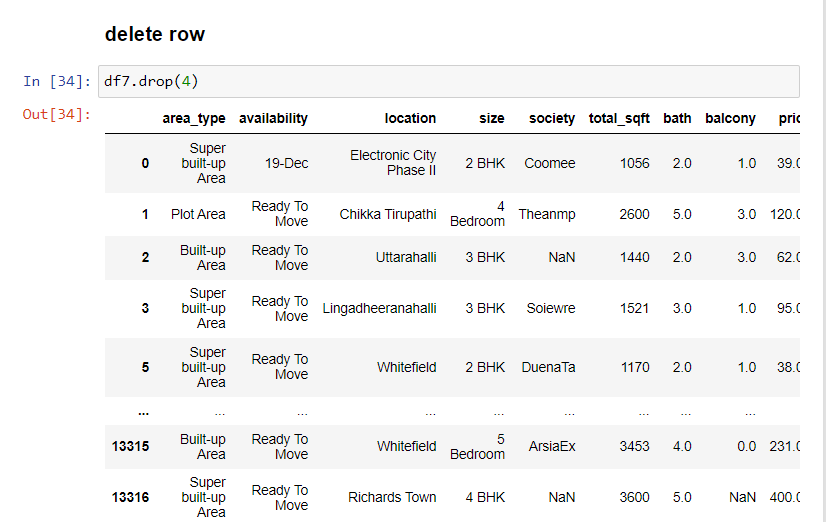 delete row
In [34]: df7.drop(4)
Out[34]:
area_type availability location size society total_sqft bath balcony pric
0 Super built-up Area 19-Dec Electronic City Phase II 2 BHK Coomee 1056 2.0 1.0 39.0
1 Plot Area Ready To Move Chikka Tirupathi 4 Bedroom Theanmp 2600 5.0 3.0 120.0
2 Built-up Area Ready To Move Uttarahalli 3 BHK NaN 1440 2.0 3.0 62.0
3 Super built-up Area Ready To Move Lingadheeranahalli 3 BHK Soiewre 1521 3.0 1.0 95.0
5 Super built-up Area Ready To Move Whitefield 2 BHK DuenaTa 1170 2.0 1.0 38.0
... ... ... ... ... ... ... ... ...
13315 Built-up Area Ready To Move Whitefield 5 Bedroom ArsiaEx 3453 4.0 0.0 231.0
13316 Super built-up Area Ready To Move Richards Town 4 BHK NaN 3600 5.0 NaN 400.0